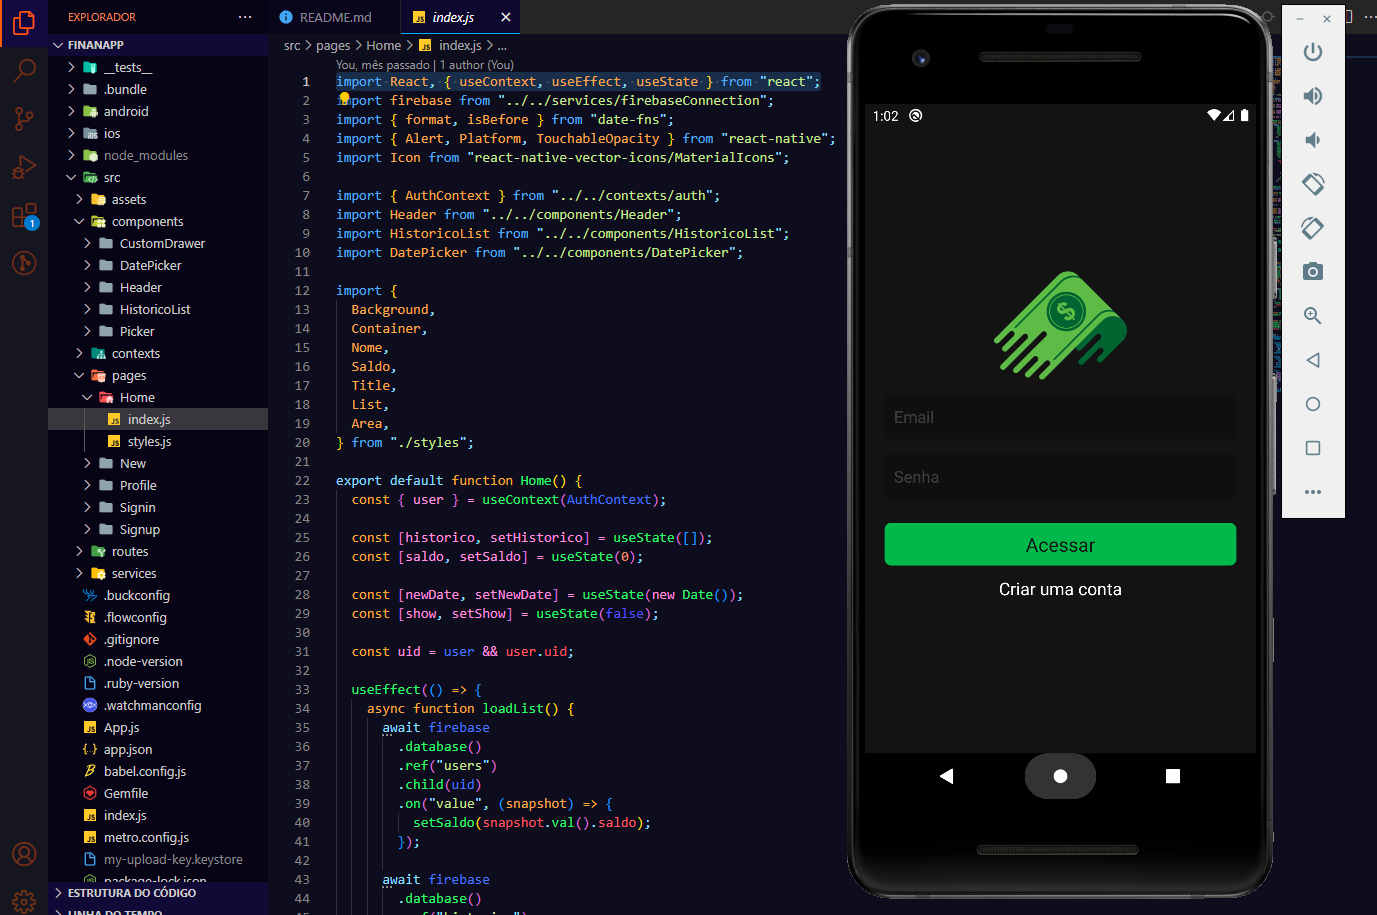 EXPLORADOR
FINANAPP
__tests__
.bundle
android
ios
node_modules
src
assets
components
CustomDrawer
DatePicker
Header
HistoricoList
Picker
contexts
pages
Home
index.js
styles.js
New
Profile
Signin
Signup
routes
services
.buckconfig
.flowconfig
.gitignore
.node-version
.ruby-version
.watchmanconfig
App.js
app.json
babel.config.js
Gemfile
index.js
metro.config.js
my-upload-key.keystore
package-lock.json
ESTRUTURA DO CÓDIGO
LINHA DO TEMPO
1
README.md
index.js
src > pages > Home > JS index.js > ...
You, mês passado | 1 author (You)
1 import React, { useContext, useEffect, useState } from "react";
2 import firebase from "../../services/firebaseConnection";
3 import { format, isBefore } from "date-fns";
4 import { Alert, Platform, TouchableOpacity } from "react-native";
5 import Icon from "react-native-vector-icons/MaterialIcons";
6
7 import { AuthContext } from "../../contexts/auth";
8 import Header from "../../components/Header";
9 import HistoricoList from "../../components/HistoricoList";
10 import DatePicker from "../../components/DatePicker";
11
12 import {
13 Background,
14 Container,
15 Nome,
16 Saldo,
17 Title,
18 List,
19 Area,
20 } from "./styles";
21
22 export default function Home() {
23 const { user } = useContext(AuthContext);
24
25 const [historico, setHistorico] = useState([]);
26 const [saldo, setSaldo] = useState(0);
27
28 const [newDate, setNewDate] = useState(new Date());
29 const [show, setShow] = useState(false);
30
31 const uid = user && user.uid;
32
33 useEffect(() => {
34 async function loadList() {
35 await firebase
36 .database()
37 .ref("users")
38 .child(uid)
39 .on("value", (snapshot) => {
40 setSaldo(snapshot.val().saldo);
41 });
42
43 await firebase
44 .database()
1:02
$
Email
Senha
Acessar
Criar uma conta